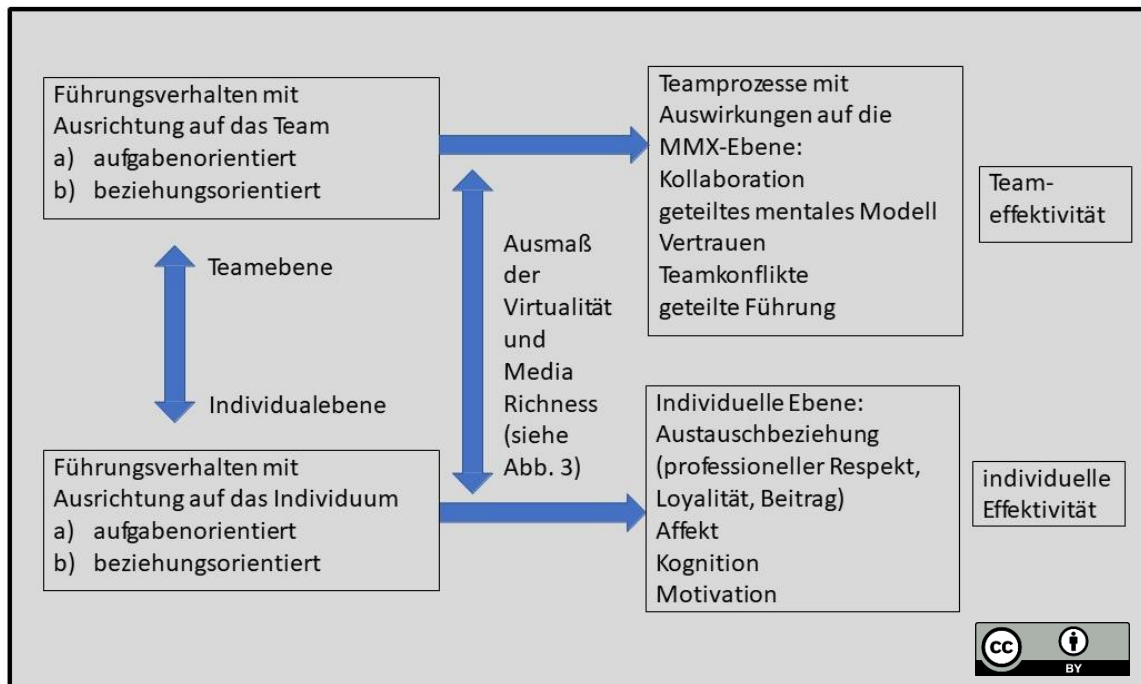 Führungsverhalten mit
Ausrichtung auf das Team
a) aufgabenorientiert
b) beziehungsorientiert
Teamprozesse mit
Auswirkungen auf die
MMX-Ebene:
Kollaboration
geteiltes mentales Modell
Vertrauen
Teamkonflikte
geteilte Führung
Team-
effektivität
Teamebene
Individualebene
Ausmaß
der
Virtualität
und
Media
Richness
(siehe
Abb. 3)
Führungsverhalten mit
Ausrichtung auf das Individuum
a) aufgabenorientiert
b) beziehungsorientiert
Individuelle Ebene:
Austauschbeziehung
(professioneller Respekt,
Loyalität, Beitrag)
Affekt
Kognition
Motivation
individuelle
Effektivität
cc
BY